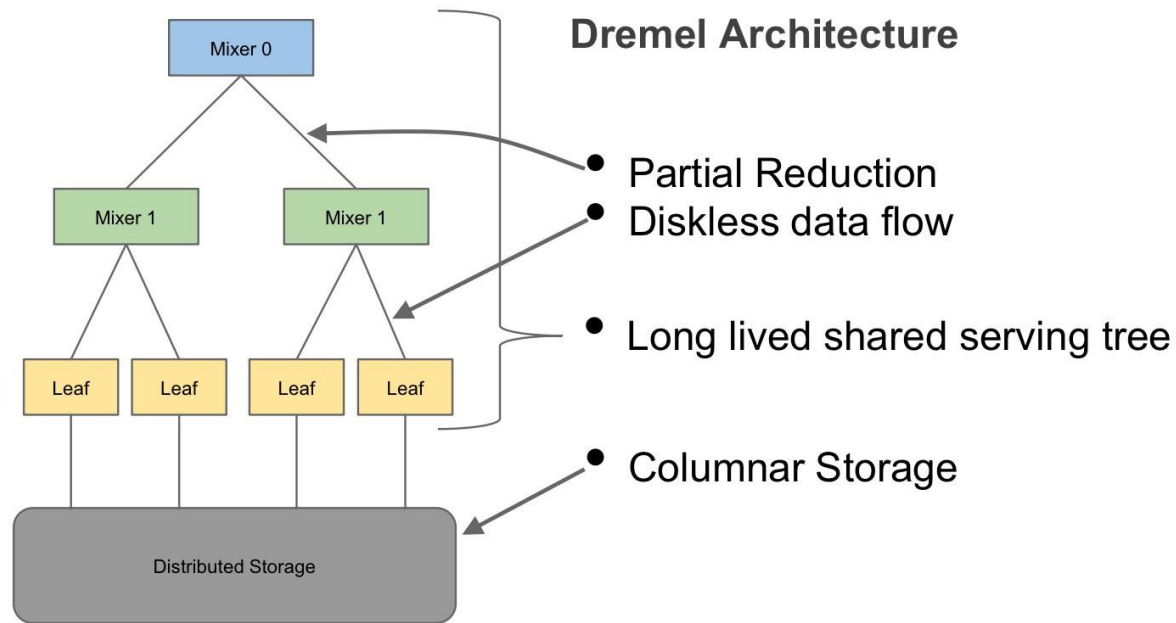 Dremel Architecture
Mixer 0
Mixer 1
Mixer 1
Leaf
Leaf
Leaf
Leaf
Distributed Storage
• Partial Reduction
• Diskless data flow
• Long lived shared serving tree
• Columnar Storage